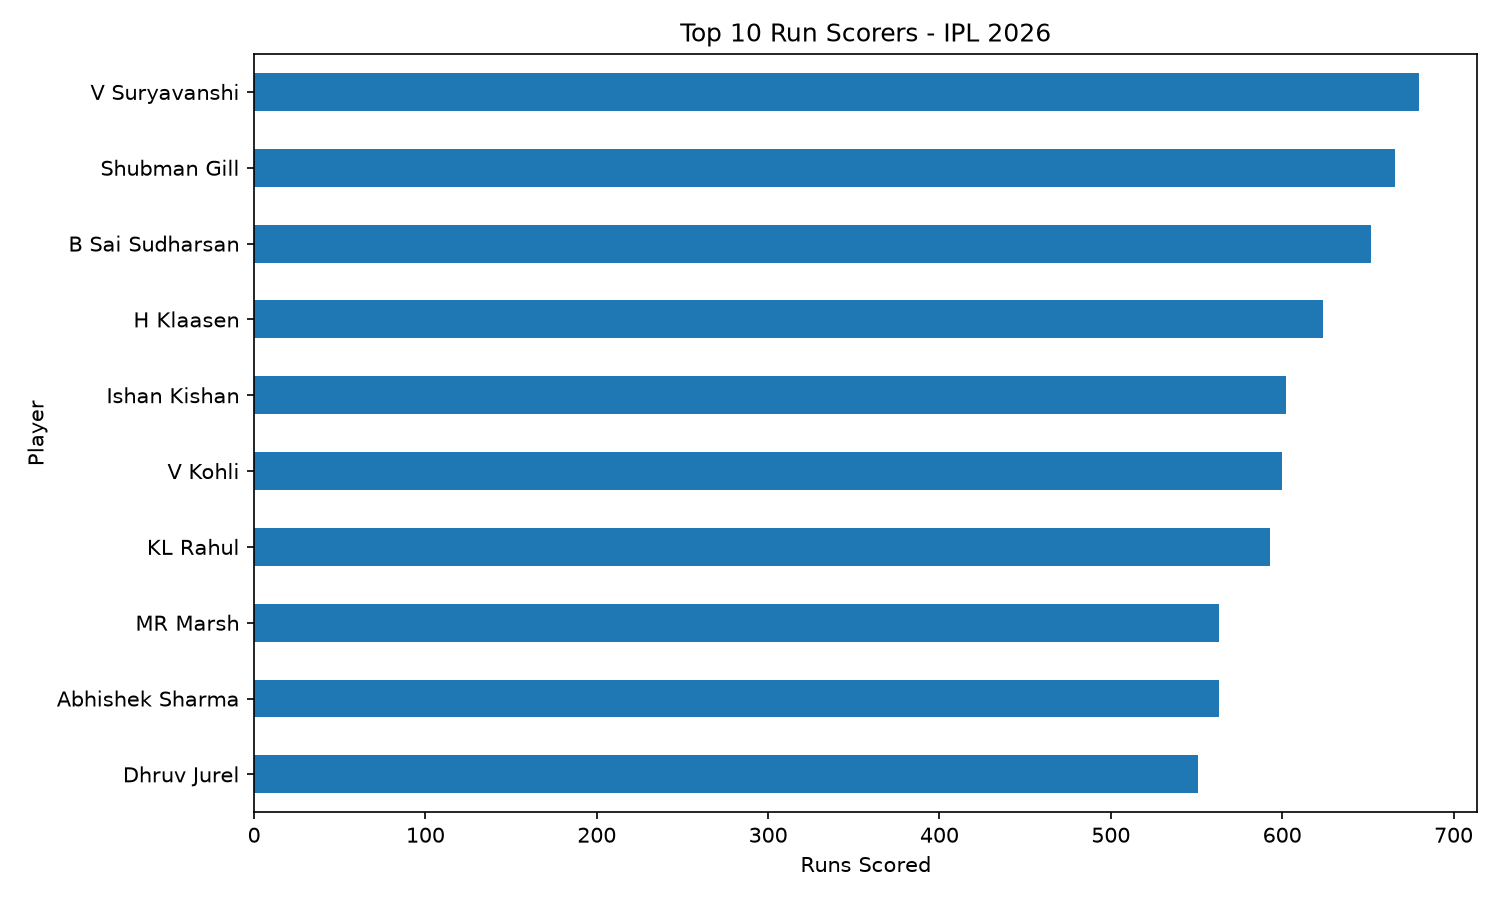 Top 10 Run Scorers - IPL 2026
Player
V Suryavanshi
Shubman Gill
B Sai Sudharsan
H Klaasen
Ishan Kishan
V Kohli
KL Rahul
MR Marsh
Abhishek Sharma
Dhruv Jurel
0 100 200 300 400 500 600 700
Runs Scored